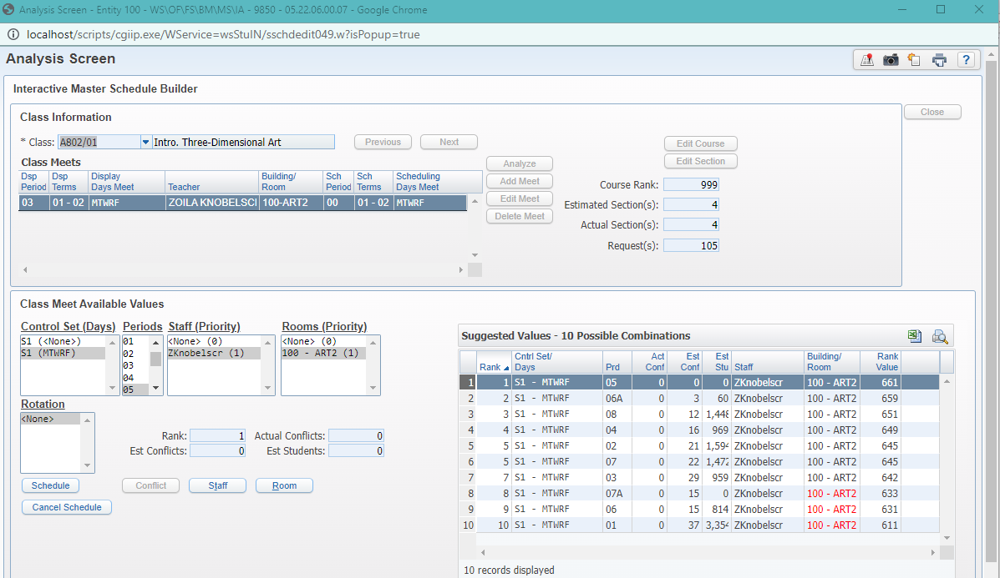 Analysis Screen - Entity 100 - WS\OF\FS\BM\MS\IA - 9850 - 05.22.06.00.07 - Google Chrome
localhost/scripts/cgiip.exe/WService=wsStuIN/sschdedit049.w?isPopup=true
Analysis Screen
?
Interactive Master Schedule Builder
Class Information
Close
* Class: A802/01 Intro. Three-Dimensional Art Previous Next Edit Course
Class Meets Analyze Edit Section
Dsp Period Dsp Terms Display Days Meet Teacher Building/ Room Sch Period Sch Terms Scheduling Days Meet
03 01 - 02 MTWRF ZOILA KNOBELSCI 100-ART2 00 01 - 02 MTWRF
Add Meet Course Rank: 999
Edit Meet Estimated Section(s): 4
Delete Meet Actual Section(s): 4
Request(s): 105
Class Meet Available Values
Control Set (Days) Periods Staff (Priority) Rooms (Priority)
S1 (<None>) 01 <None> (0) <None> (0)
S1 (MTWRF) 02 ZKnobelscr (1) 100 - ART2 (1)
03
04
05
Rotation
<None>
Rank: 1 Actual Conflicts: 0
Est Conflicts: 0 Est Students: 0
Schedule Conflict Staff Room
Cancel Schedule
Suggested Values - 10 Possible Combinations
Rank Cntrl Set/ Days Prd Act Conf Est Conf Est Stu Staff Building/ Room Rank Value
1 1 S1 - MTWRF 05 0 0 0 ZKnobelscr 100 - ART2 661
2 2 S1 - MTWRF 06A 0 3 60 ZKnobelscr 100 - ART2 659
3 3 S1 - MTWRF 08 0 12 1,448 ZKnobelscr 100 - ART2 651
4 4 S1 - MTWRF 04 0 16 969 ZKnobelscr 100 - ART2 649
5 5 S1 - MTWRF 02 0 21 1,594 ZKnobelscr 100 - ART2 645
6 5 S1 - MTWRF 07 0 22 1,472 ZKnobelscr 100 - ART2 645
7 7 S1 - MTWRF 03 0 29 959 ZKnobelscr 100 - ART2 642
8 8 S1 - MTWRF 07A 0 15 0 ZKnobelscr 100 - ART2 633
9 9 S1 - MTWRF 06 0 15 814 ZKnobelscr 100 - ART2 631
10 10 S1 - MTWRF 01 0 37 3,354 ZKnobelscr 100 - ART2 611
10 records displayed